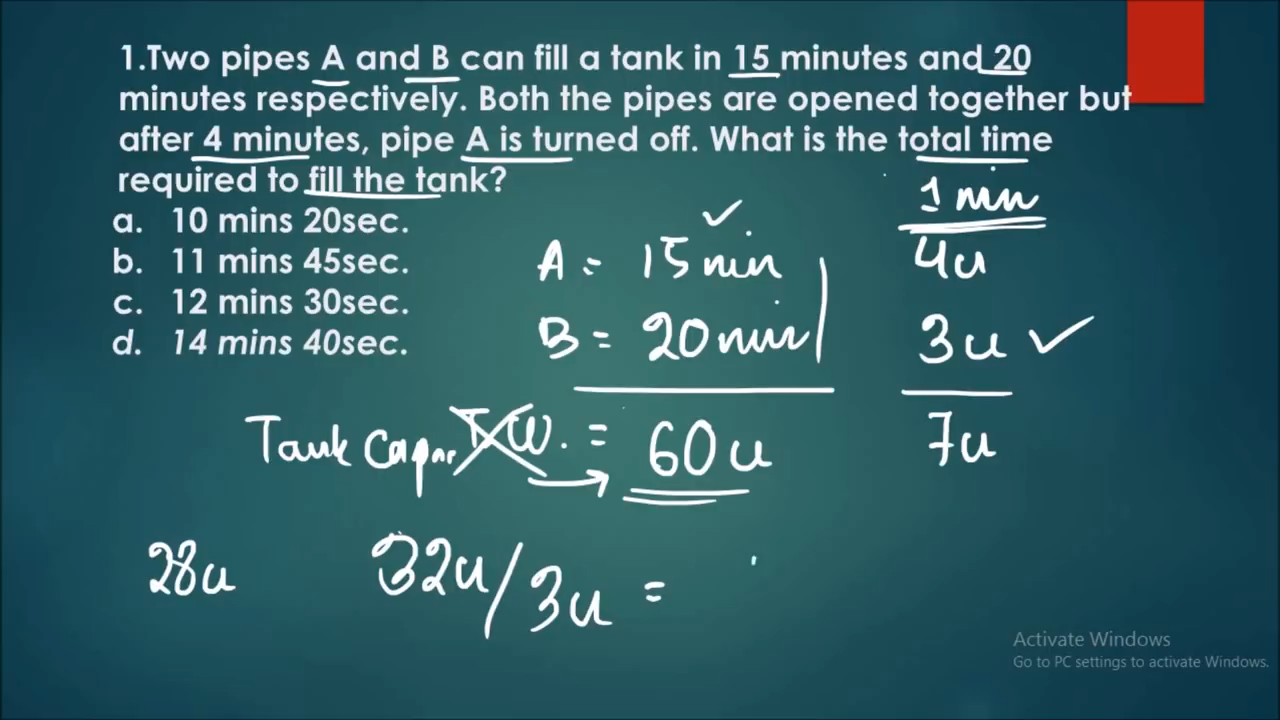 1.Two pipes A and B can fill a tank in 15 minutes and 20
minutes respectively. Both the pipes are opened together but
after 4 minutes, pipe A is turned off. What is the total time
required to fill the tank?
a. 10 mins 20sec.
b. 11 mins 45sec.
c. 12 mins 30sec.
d. 14 mins 40sec.
1 min
A = 15 min
4u
B = 20 min
3u
Tank Capa. T.W. = 60u
7u
28u
32u/3u =
Activate Windows
Go to PC settings to activate Windows.